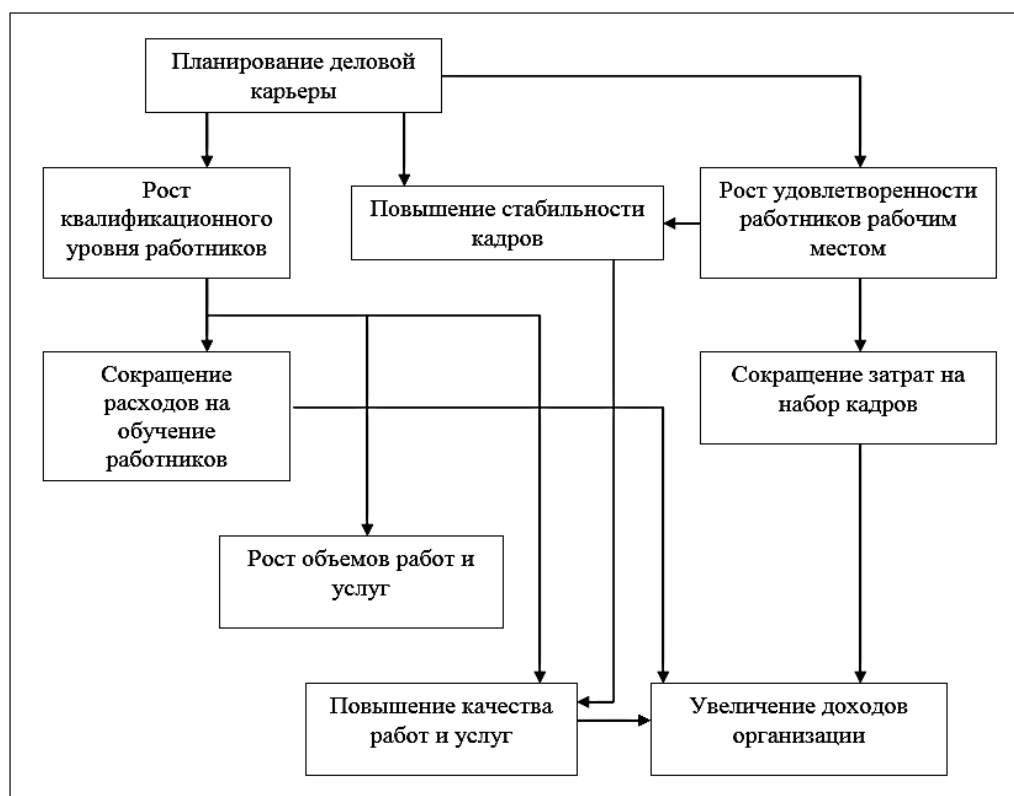 Планирование деловой
карьеры
Рост
квалификационного
уровня работников
Повышение стабильности
кадров
Рост удовлетворенности
работников рабочим
местом
Сокращение
расходов на
обучение
работников
Сокращение затрат на
набор кадров
Рост объемов работ и
услуг
Повышение качества
работ и услуг
Увеличение доходов
организации